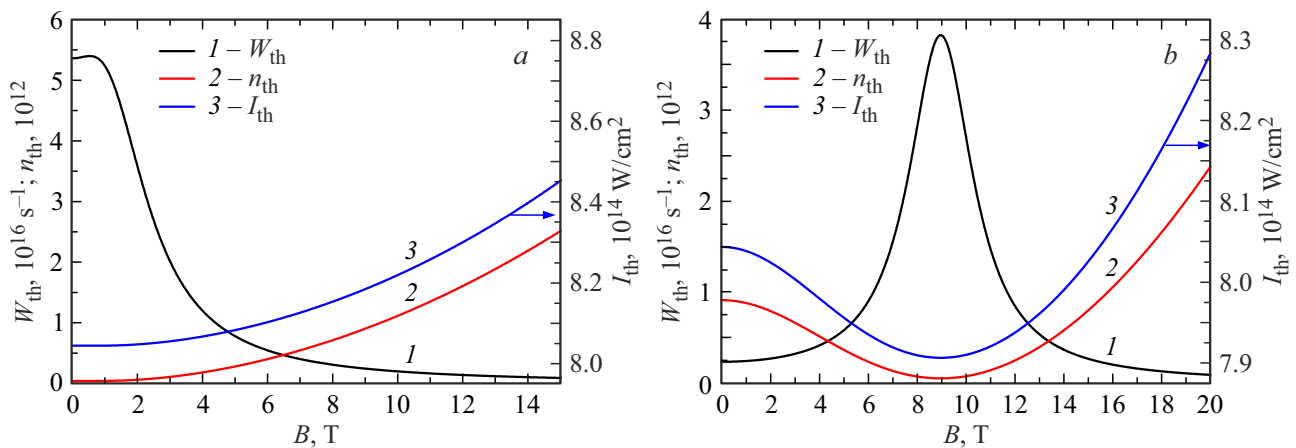 W_th, 10^16 s^−1; n_th, 10^12
6
5
4
3
2
1
0
1 – W_th
2 – n_th
3 – I_th
a
3
2
1
8.8
8.6
8.4
8.2
8.0
I_th, 10^14 W/cm^2
0 2 4 6 8 10 12 14
B, T
W_th, 10^16 s^−1; n_th, 10^12
4
3
2
1
0
1 – W_th
2 – n_th
3 – I_th
b
3
2
1
8.3
8.2
8.1
8.0
7.9
I_th, 10^14 W/cm^2
0 2 4 6 8 10 12 14 16 18 20
B, T